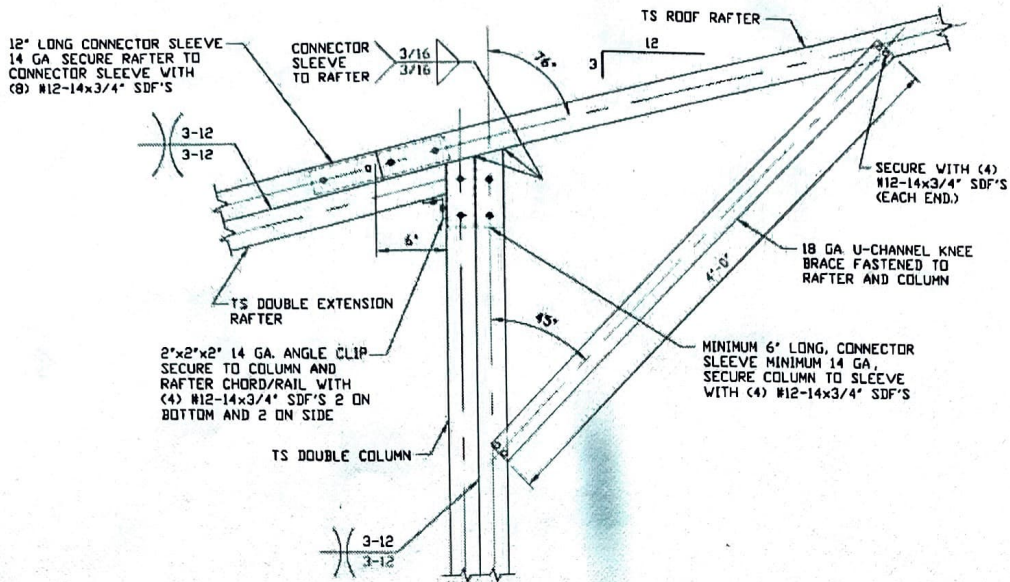 TS ROOF RAFTER
12
3
76°
12" LONG CONNECTOR SLEEVE
14 GA SECURE RAFTER TO
CONNECTOR SLEEVE WITH
(8) #12-14x3/4" SDF'S
CONNECTOR
SLEEVE
TO RAFTER
3/16
3/16
3-12
3-12
SECURE WITH (4)
#12-14x3/4" SDF'S
(EACH END.)
18 GA. U-CHANNEL KNEE
BRACE FASTENED TO
RAFTER AND COLUMN
4'-0"
6"
TS DOUBLE EXTENSION
RAFTER
45°
2"x2"x2" 14 GA. ANGLE CLIP
SECURE TO COLUMN AND
RAFTER CHORD/RAIL WITH
(4) #12-14x3/4" SDF'S 2 ON
BOTTOM AND 2 ON SIDE
MINIMUM 6" LONG, CONNECTOR
SLEEVE MINIMUM 14 GA,
SECURE COLUMN TO SLEEVE
WITH (4) #12-14x3/4" SDF'S
TS DOUBLE COLUMN
3-12
3-12